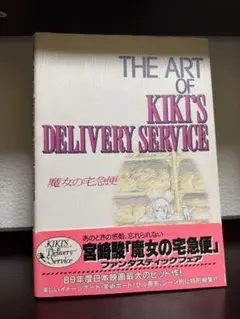 THE ART
OF
KIKI'S
DELIVERY SERVICE
魔女の宅急便
あのときの感動、忘れられない
宮崎駿『魔女の宅急便』
ファンタスティックフェア
KIKI'S
Delivery
Service
89年度日本映画最大のヒット作!